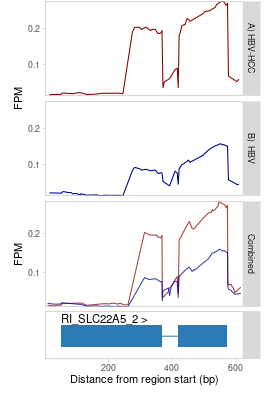 0.2
0.1
A) HBV-HCC
0.2
0.1
B) HBV
FPM
FPM
0.2
0.1
Combined
RI_SLC22A5_2 >
200 400 600
Distance from region start (bp)